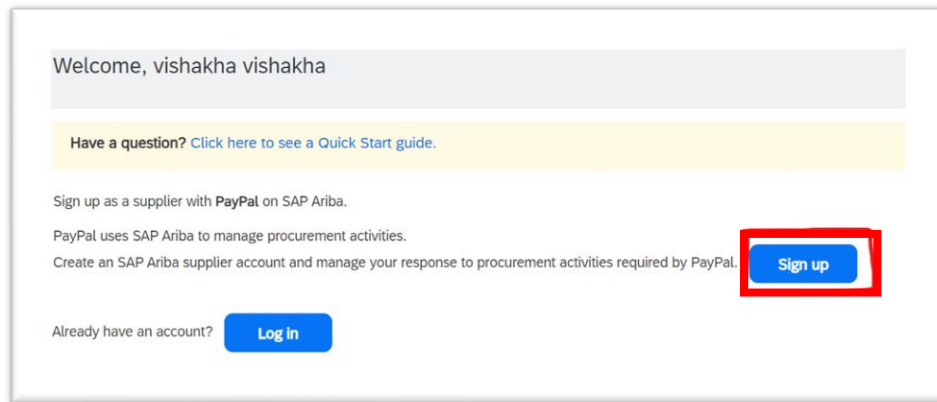 Welcome, vishakha vishakha
Have a question? Click here to see a Quick Start guide.
Sign up as a supplier with PayPal on SAP Ariba.
PayPal uses SAP Ariba to manage procurement activities.
Create an SAP Ariba supplier account and manage your response to procurement activities required by PayPal. Sign up
Already have an account? Log in